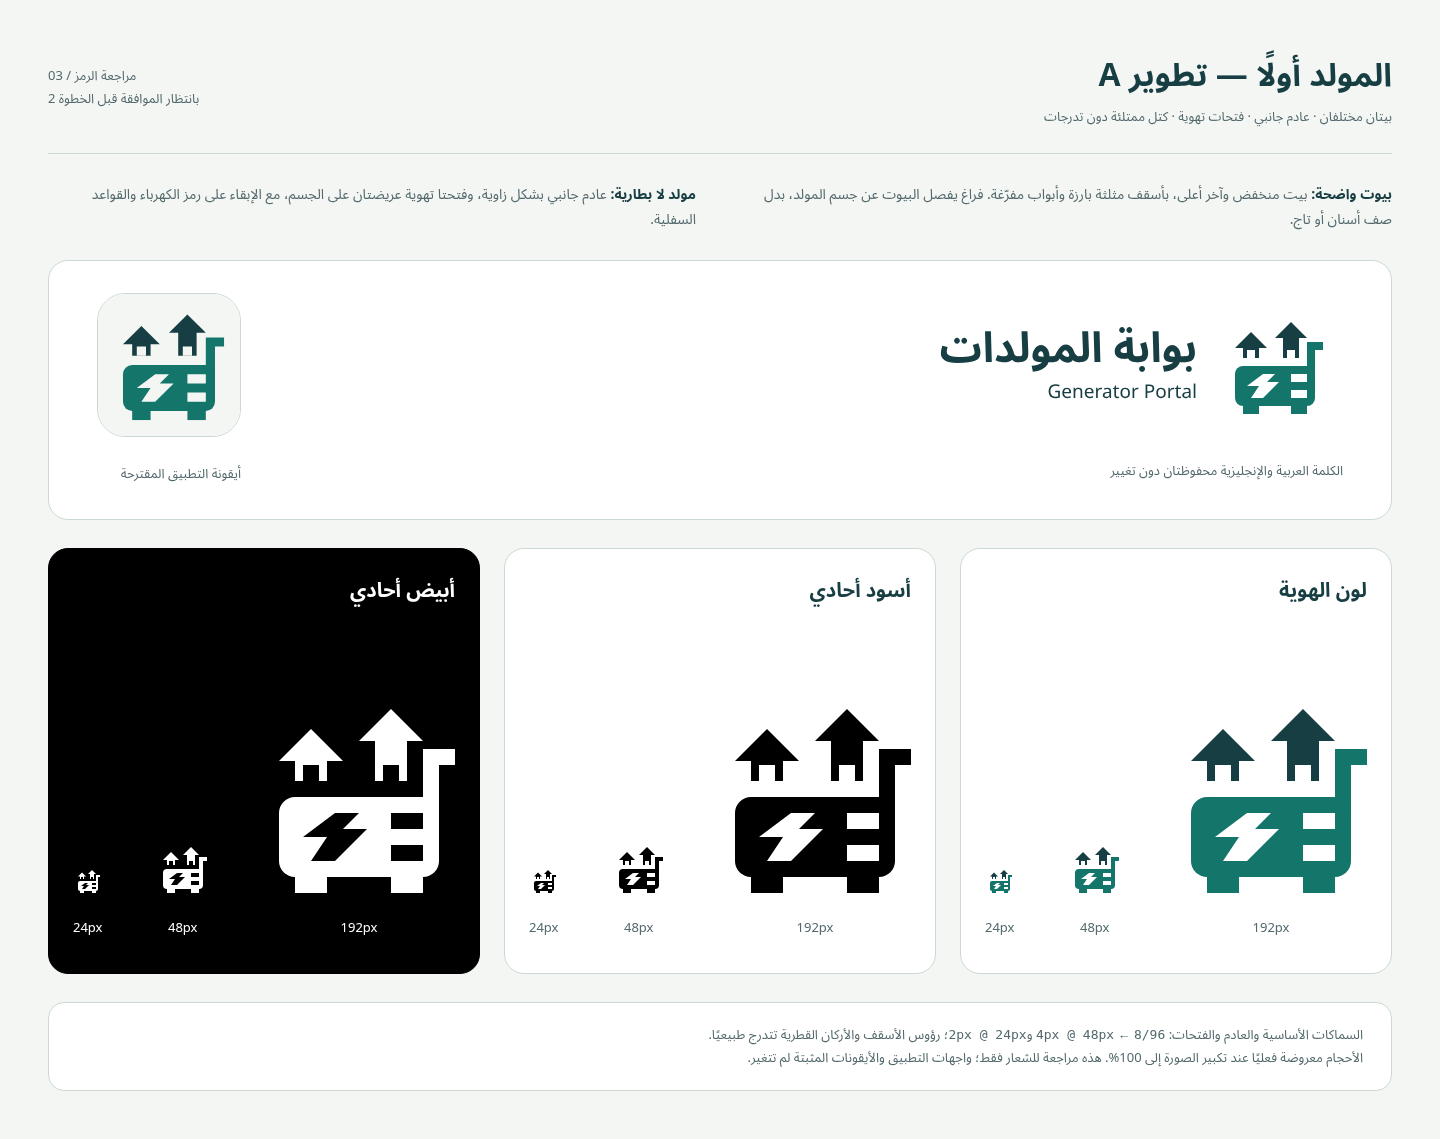 المولد أولًا — تطوير A
بيتان مختلفان · عادم جانبي · فتحات تهوية · كتل ممتلئة دون تدرجات
مراجعة الرمز / 03
بانتظار الموافقة قبل الخطوة 2
بيوت واضحة: بيت منخفض وآخر أعلى، بأسقف مثلثة بارزة وأبواب مفرّغة. فراغ يفصل البيوت عن جسم المولد، بدل
صف أسنان أو تاج.
مولد لا بطارية: عادم جانبي بشكل زاوية، وفتحتا تهوية عريضتان على الجسم، مع الإبقاء على رمز الكهرباء والقواعد
السفلية.
بوابة المولدات
Generator Portal
الكلمة العربية والإنجليزية محفوظتان دون تغيير
أيقونة التطبيق المقترحة
لون الهوية
192px
48px
24px
أسود أحادي
192px
48px
24px
أبيض أحادي
192px
48px
24px
السماكات الأساسية والعادم والفتحات: 8/96 ← 4px @ 48px و2px @ 24px؛ رؤوس الأسقف والأركان القطرية تتدرج طبيعيًا.
الأحجام معروضة فعليًا عند تكبير الصورة إلى 100%. هذه مراجعة للشعار فقط؛ واجهات التطبيق والأيقونات المثبتة لم تتغير.